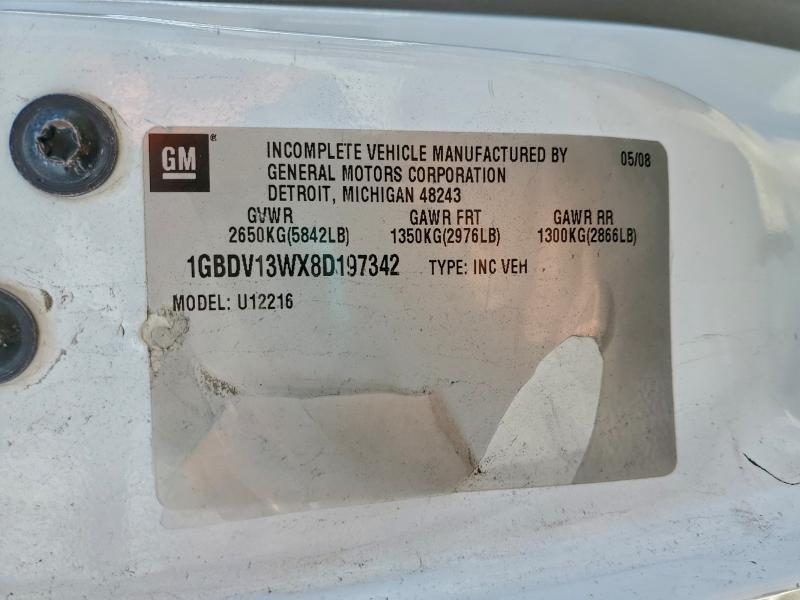 GM® INCOMPLETE VEHICLE MANUFACTURED BY 05/08
GENERAL MOTORS CORPORATION
DETROIT, MICHIGAN 48243
GVWR GAWR FRT GAWR RR
2650KG(5842LB) 1350KG(2976LB) 1300KG(2866LB)
1GBDV13WX8D197342 TYPE: INC VEH
MODEL: U12216